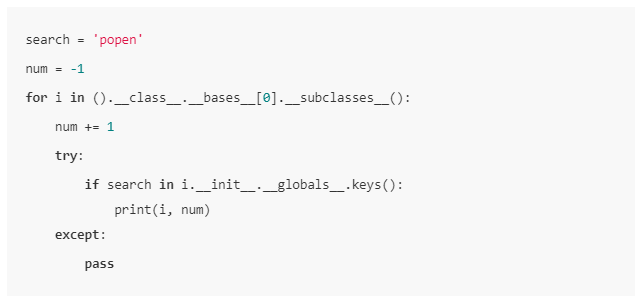 search = 'popen'
num = -1
for i in ().__class__.__bases__[0].__subclasses__():
    num += 1
    try:
        if search in i.__init__.__globals__.keys():
            print(i, num)
    except:
        pass